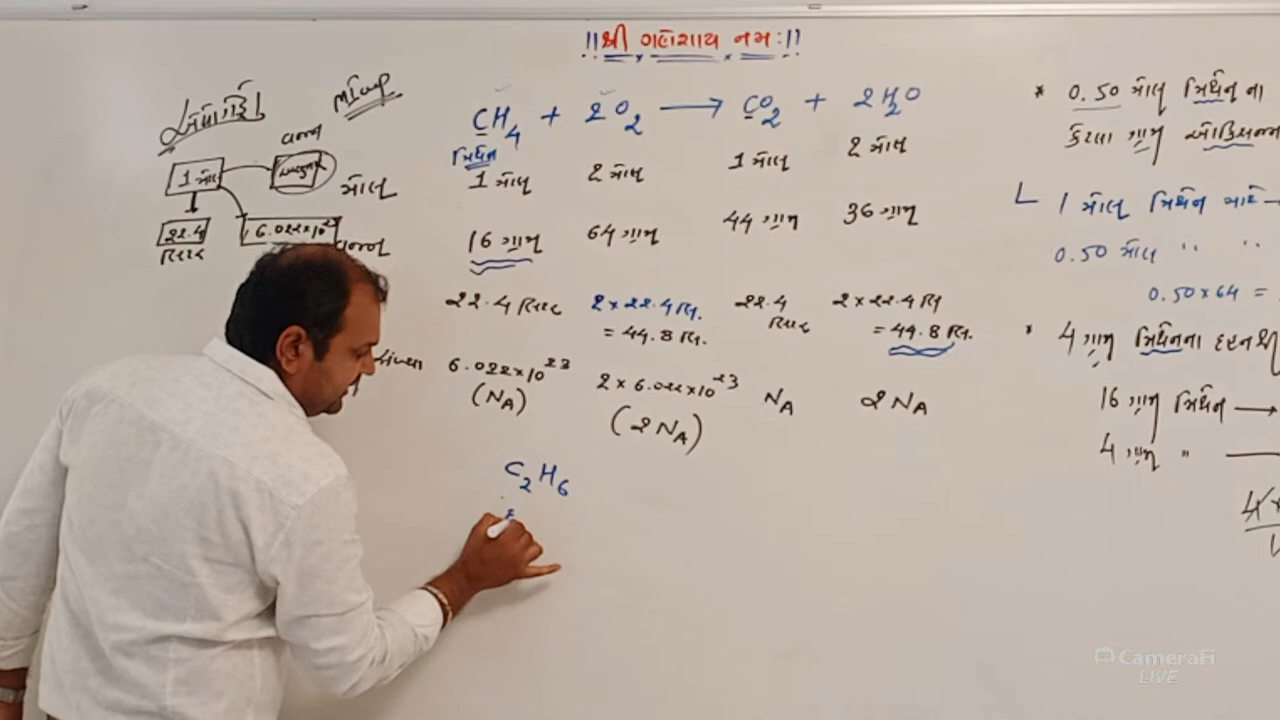 !!શ્રી ગણેશાય નમઃ!!
CH4 + 2O2 → CO2 + 2H2O
મિથેન
1 મોલ 2 મોલ 1 મોલ 2 મોલ
16 ગ્રામ 64 ગ્રામ 44 ગ્રામ 36 ગ્રામ
22.4 લિટર 2 × 22.4 લિ. 22.4 લિટર 2 × 22.4 લિ
= 44.8 લિ. = 44.8 લિ.
6.022×10^23 2 × 6.022×10^23 NA 2NA
(NA) (2NA)
C2H6
વજન
1 મોલ
મોલ
22.4
લિટર
6.022×10^23
વજન
* 0.50 મોલ મિથેન ના
કેટલા ગ્રામ ઓક્સિજન
1 મોલ મિથેન માટે
0.50 મોલ " "
0.50×64 =
* 4 ગ્રામ મિથેનના દહનથી
16 ગ્રામ મિથેન →
4 ગ્રામ "
CameraFi
LIVE